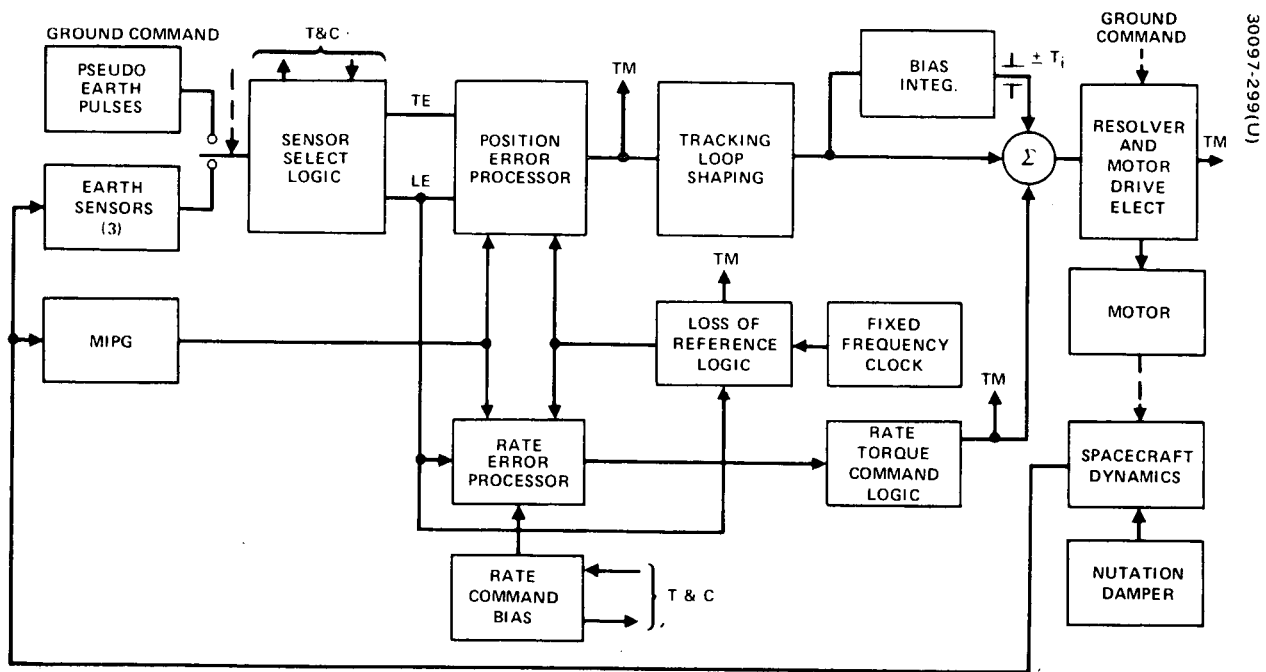 GROUND COMMAND
PSEUDO
EARTH
PULSES
EARTH
SENSORS
(3)
MIPG
T&C
SENSOR
SELECT
LOGIC
TE
LE
POSITION
ERROR
PROCESSOR
TM
TRACKING
LOOP
SHAPING
BIAS
INTEG.
± Ti
Σ
GROUND
COMMAND
RESOLVER
AND
MOTOR
DRIVE
ELECT
TM
30097-299(U)
MOTOR
TM
LOSS OF
REFERENCE
LOGIC
FIXED
FREQUENCY
CLOCK
RATE
ERROR
PROCESSOR
TM
RATE
TORQUE
COMMAND
LOGIC
SPACECRAFT
DYNAMICS
NUTATION
DAMPER
RATE
COMMAND
BIAS
T & C